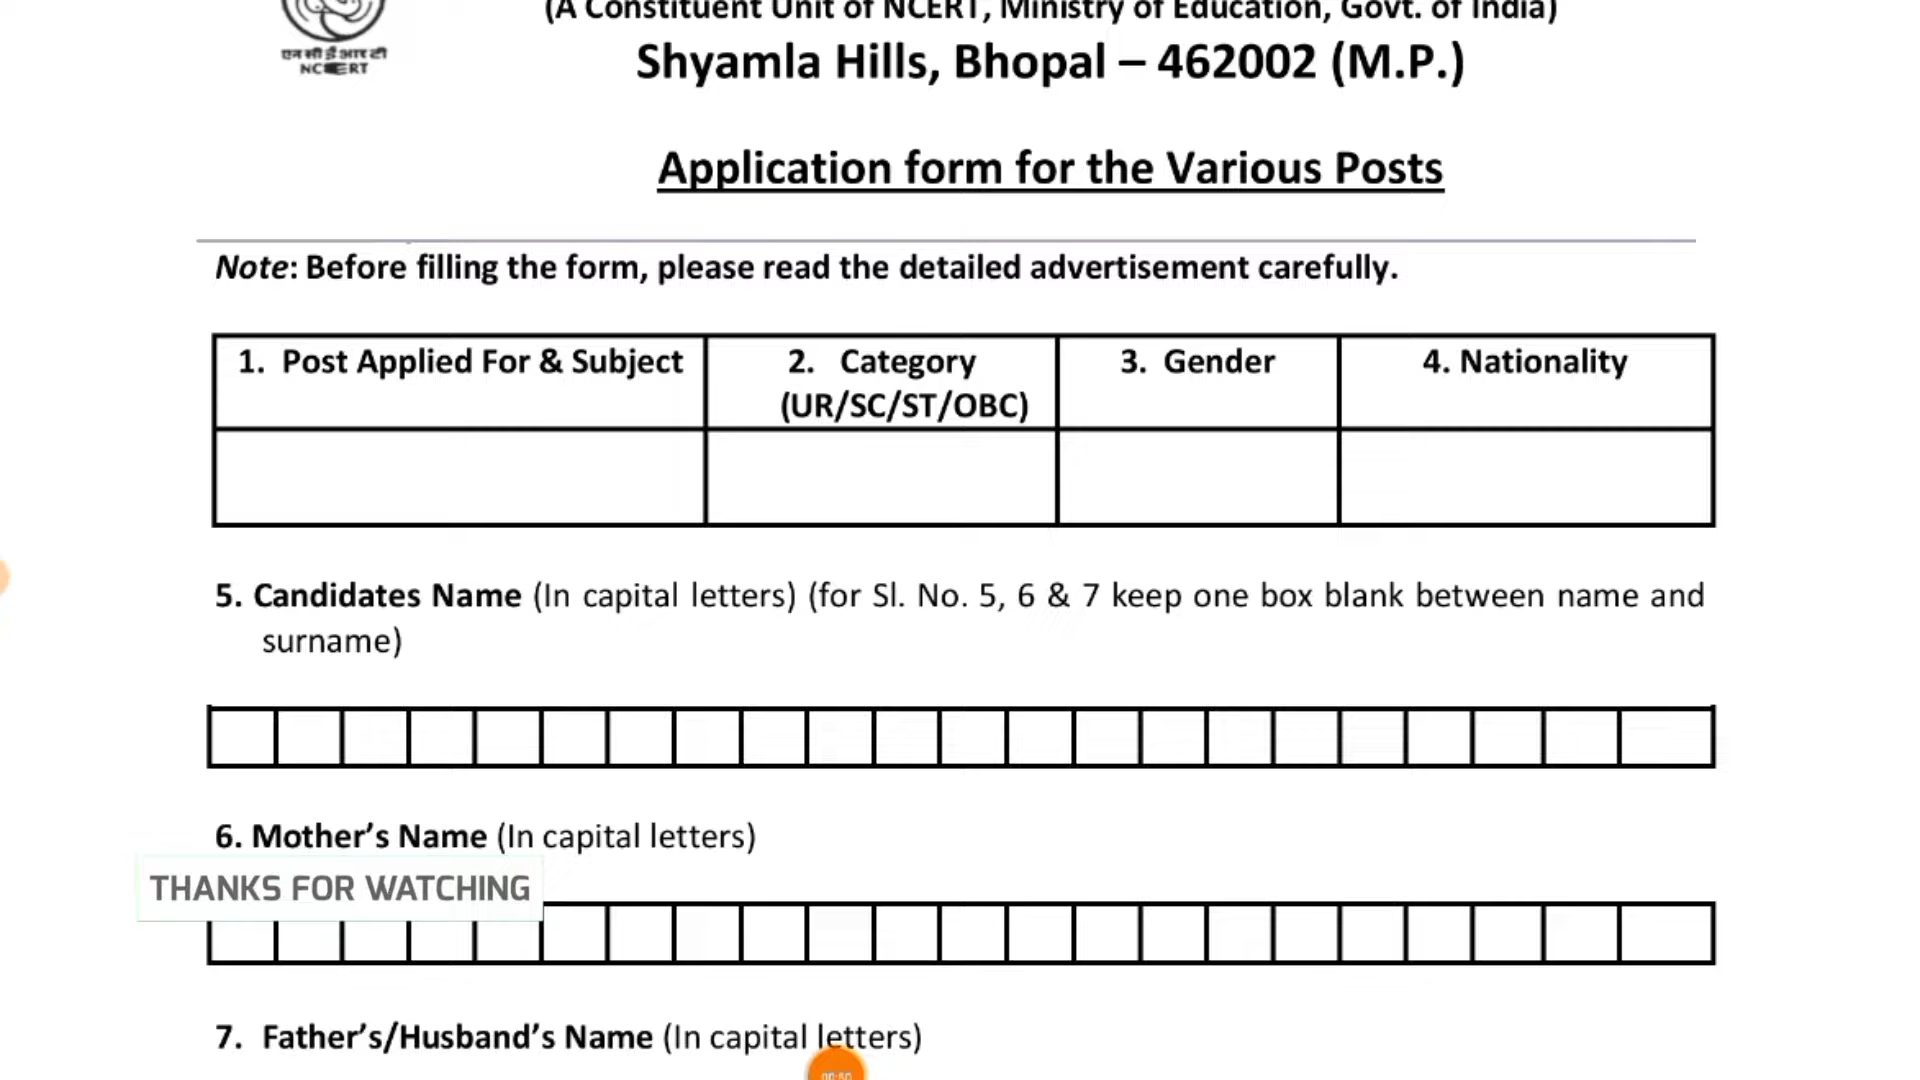 (A Constituent Unit of NCERT, Ministry of Education, Govt. of India)
एन सी ई आर टी
NCERT
Shyamla Hills, Bhopal – 462002 (M.P.)
Application form for the Various Posts
Note: Before filling the form, please read the detailed advertisement carefully.
1. Post Applied For & Subject
2. Category
(UR/SC/ST/OBC)
3. Gender
4. Nationality
5. Candidates Name (In capital letters) (for Sl. No. 5, 6 & 7 keep one box blank between name and
surname)
6. Mother’s Name (In capital letters)
THANKS FOR WATCHING
7. Father’s/Husband’s Name (In capital letters)